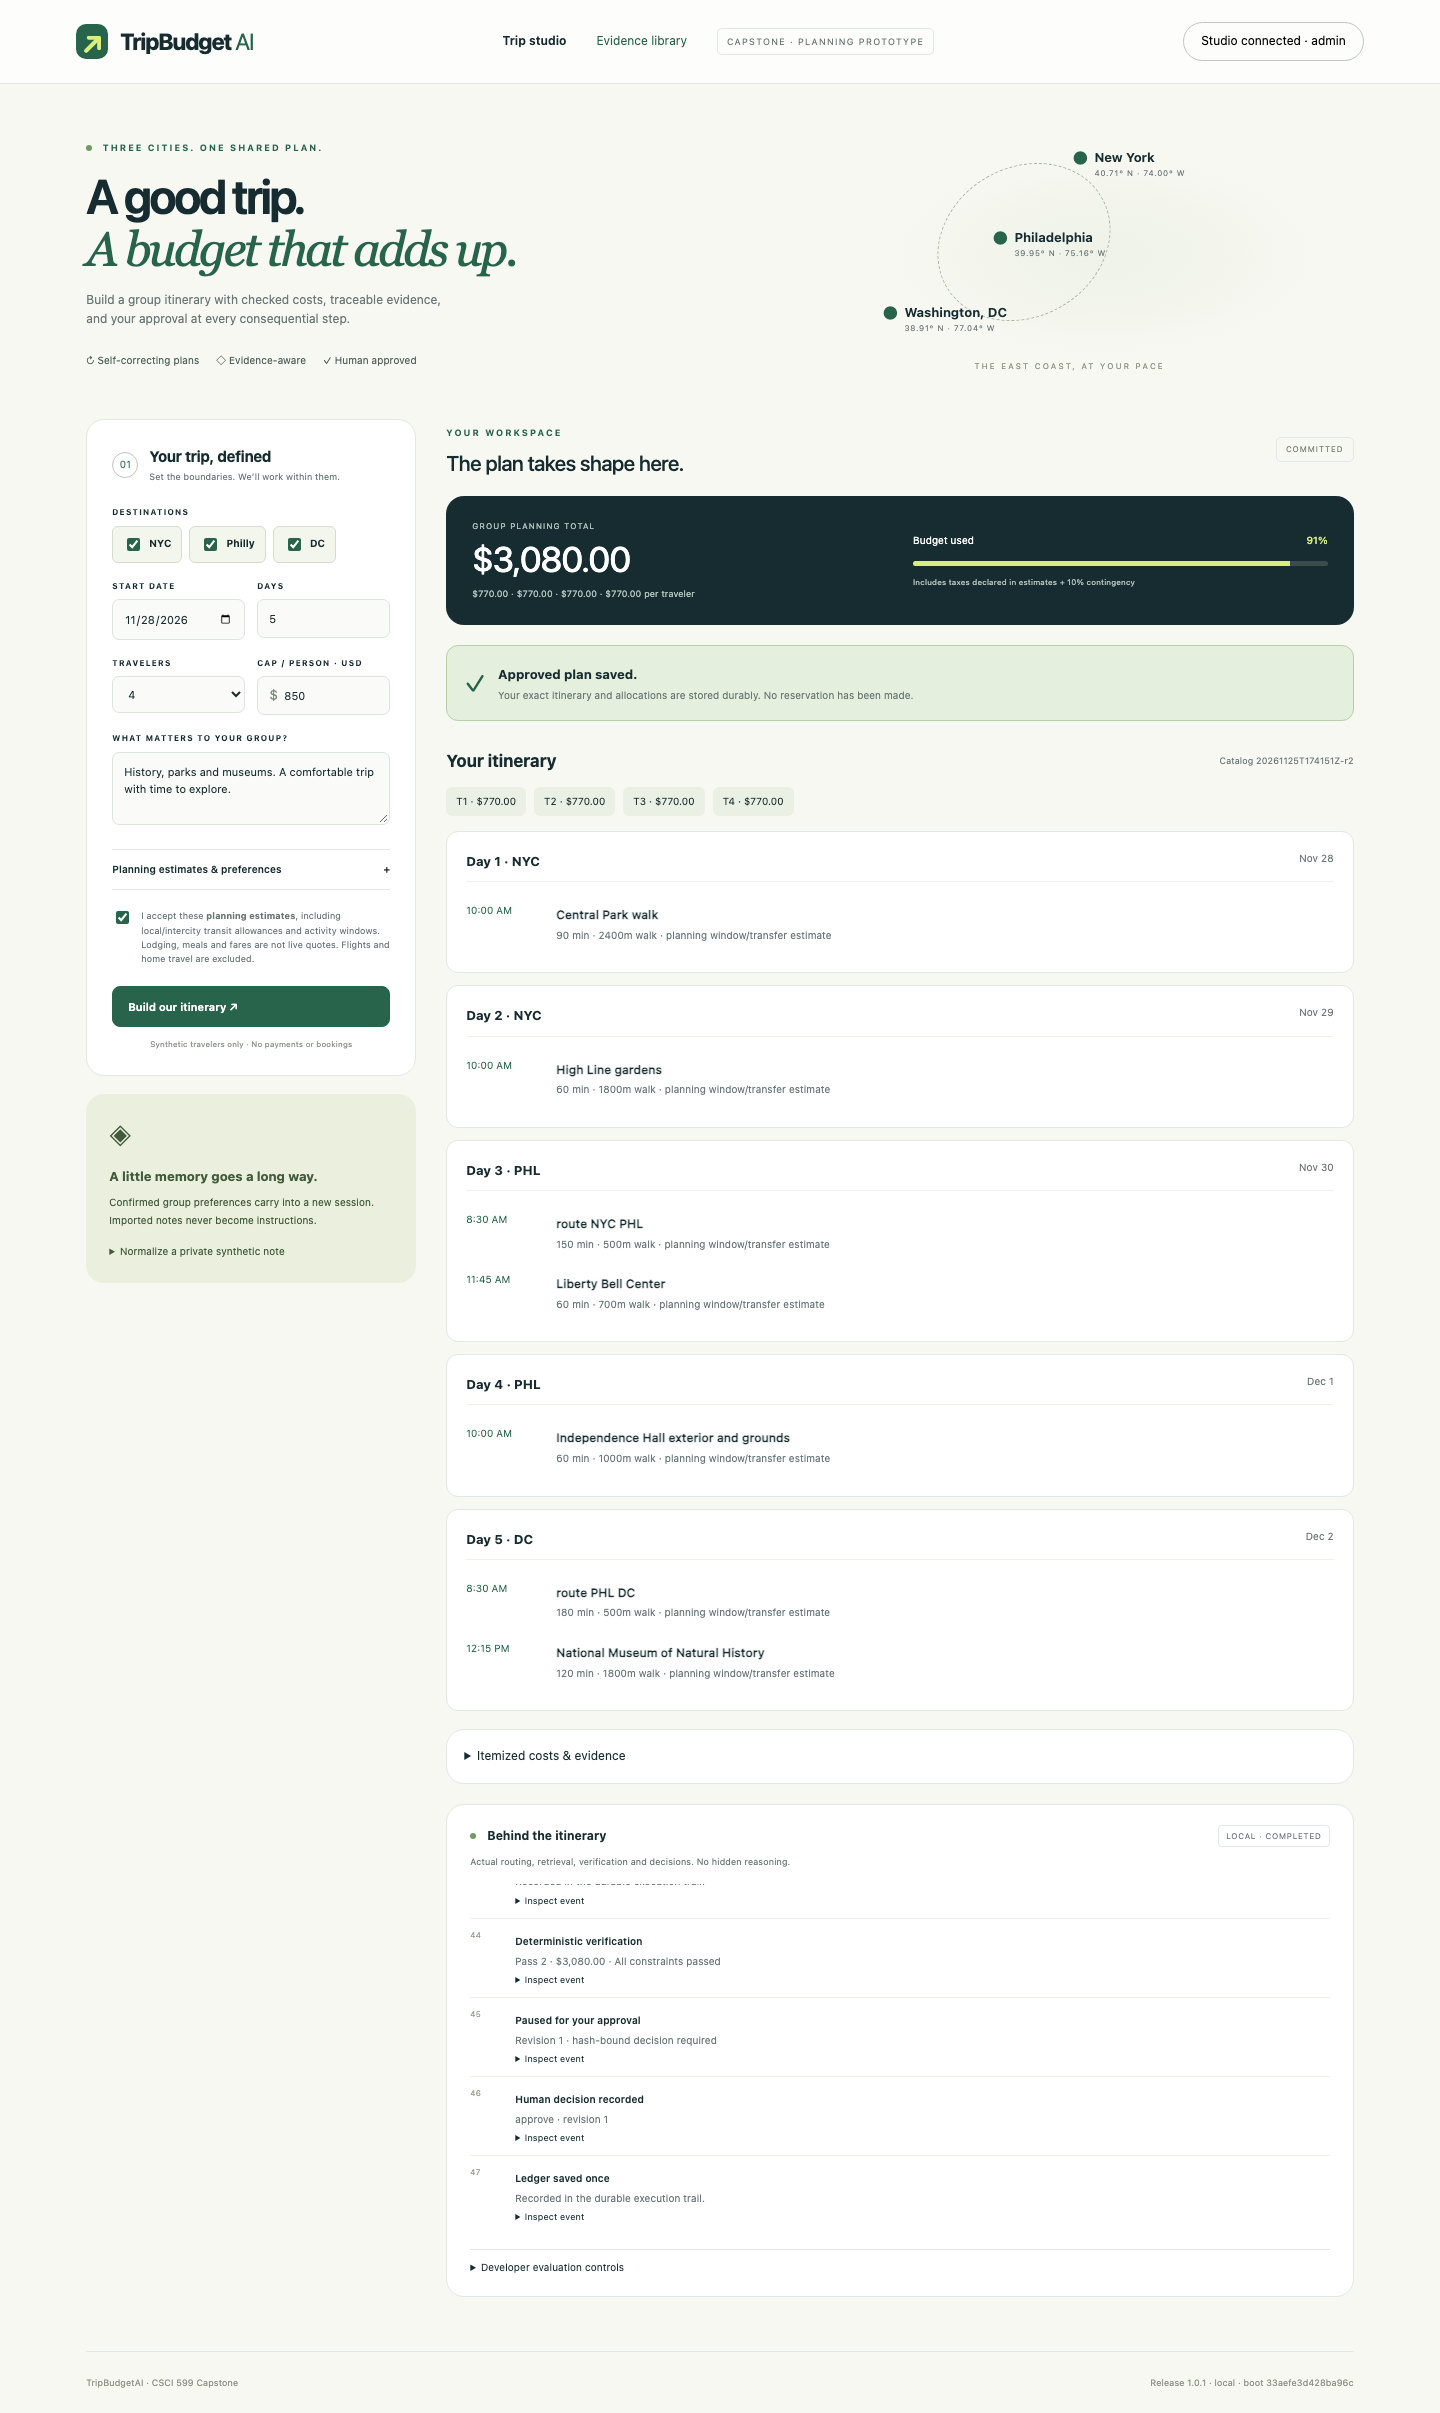 TripBudget AI
Trip studio
Evidence library
CAPSTONE · PLANNING PROTOTYPE
Studio connected · admin
THREE CITIES. ONE SHARED PLAN.
A good trip.
A budget that adds up.
Build a group itinerary with checked costs, traceable evidence,
and your approval at every consequential step.
↻ Self-correcting plans
◇ Evidence-aware
✓ Human approved
New York
40.71° N · 74.00° W
Philadelphia
39.95° N · 75.16° W
Washington, DC
38.91° N · 77.04° W
THE EAST COAST, AT YOUR PACE
01
Your trip, defined
Set the boundaries. We'll work within them.
DESTINATIONS
NYC
Philly
DC
START DATE
DAYS
11/28/2026
5
TRAVELERS
CAP / PERSON · USD
4
$ 850
WHAT MATTERS TO YOUR GROUP?
History, parks and museums. A comfortable trip
with time to explore.
Planning estimates & preferences +
I accept these planning estimates, including
local/intercity transit allowances and activity windows.
Lodging, meals and fares are not live quotes. Flights and
home travel are excluded.
Build our itinerary ↗
Synthetic travelers only · No payments or bookings
◈
A little memory goes a long way.
Confirmed group preferences carry into a new session.
Imported notes never become instructions.
▶ Normalize a private synthetic note
YOUR WORKSPACE
The plan takes shape here.
COMMITTED
GROUP PLANNING TOTAL
$3,080.00
$770.00 · $770.00 · $770.00 · $770.00 per traveler
Budget used
91%
Includes taxes declared in estimates + 10% contingency
✓
Approved plan saved.
Your exact itinerary and allocations are stored durably. No reservation has been made.
Your itinerary
Catalog 20261125T174151Z-r2
T1 · $770.00
T2 · $770.00
T3 · $770.00
T4 · $770.00
Day 1 · NYC
Nov 28
10:00 AM
Central Park walk
90 min · 2400m walk · planning window/transfer estimate
Day 2 · NYC
Nov 29
10:00 AM
High Line gardens
60 min · 1800m walk · planning window/transfer estimate
Day 3 · PHL
Nov 30
8:30 AM
route NYC PHL
150 min · 500m walk · planning window/transfer estimate
11:45 AM
Liberty Bell Center
60 min · 700m walk · planning window/transfer estimate
Day 4 · PHL
Dec 1
10:00 AM
Independence Hall exterior and grounds
60 min · 1000m walk · planning window/transfer estimate
Day 5 · DC
Dec 2
8:30 AM
route PHL DC
180 min · 500m walk · planning window/transfer estimate
12:15 PM
National Museum of Natural History
120 min · 1800m walk · planning window/transfer estimate
▶ Itemized costs & evidence
Behind the itinerary
LOCAL · COMPLETED
Actual routing, retrieval, verification and decisions. No hidden reasoning.
▶ Inspect event
44
Deterministic verification
Pass 2 · $3,080.00 · All constraints passed
▶ Inspect event
45
Paused for your approval
Revision 1 · hash-bound decision required
▶ Inspect event
46
Human decision recorded
approve · revision 1
▶ Inspect event
47
Ledger saved once
Recorded in the durable execution trail.
▶ Inspect event
▶ Developer evaluation controls
TripBudgetAI · CSCI 599 Capstone
Release 1.0.1 · local · boot 33aefe3d428ba96c